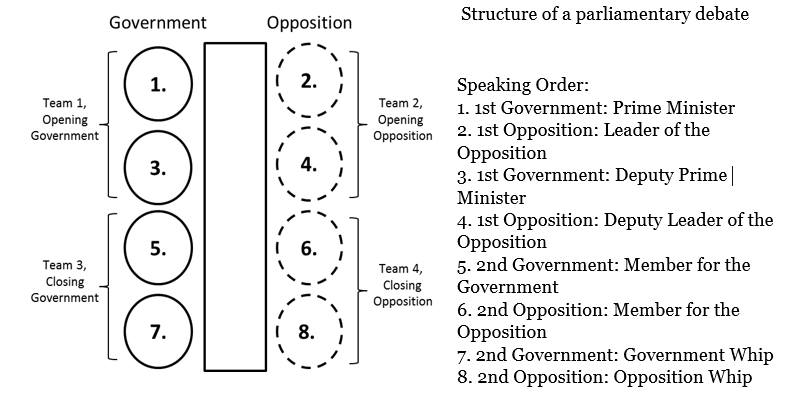 Government
Opposition
Structure of a parliamentary debate
Team 1,
Opening
Government
1.
3.
2.
4.
Team 2,
Opening
Opposition
Team 3,
Closing
Government
5.
7.
6.
8.
Team 4,
Closing
Opposition
Speaking Order:
1. 1st Government: Prime Minister
2. 1st Opposition: Leader of the
Opposition
3. 1st Government: Deputy Prime|
Minister
4. 1st Opposition: Deputy Leader of the
Opposition
5. 2nd Government: Member for the
Government
6. 2nd Opposition: Member for the
Opposition
7. 2nd Government: Government Whip
8. 2nd Opposition: Opposition Whip